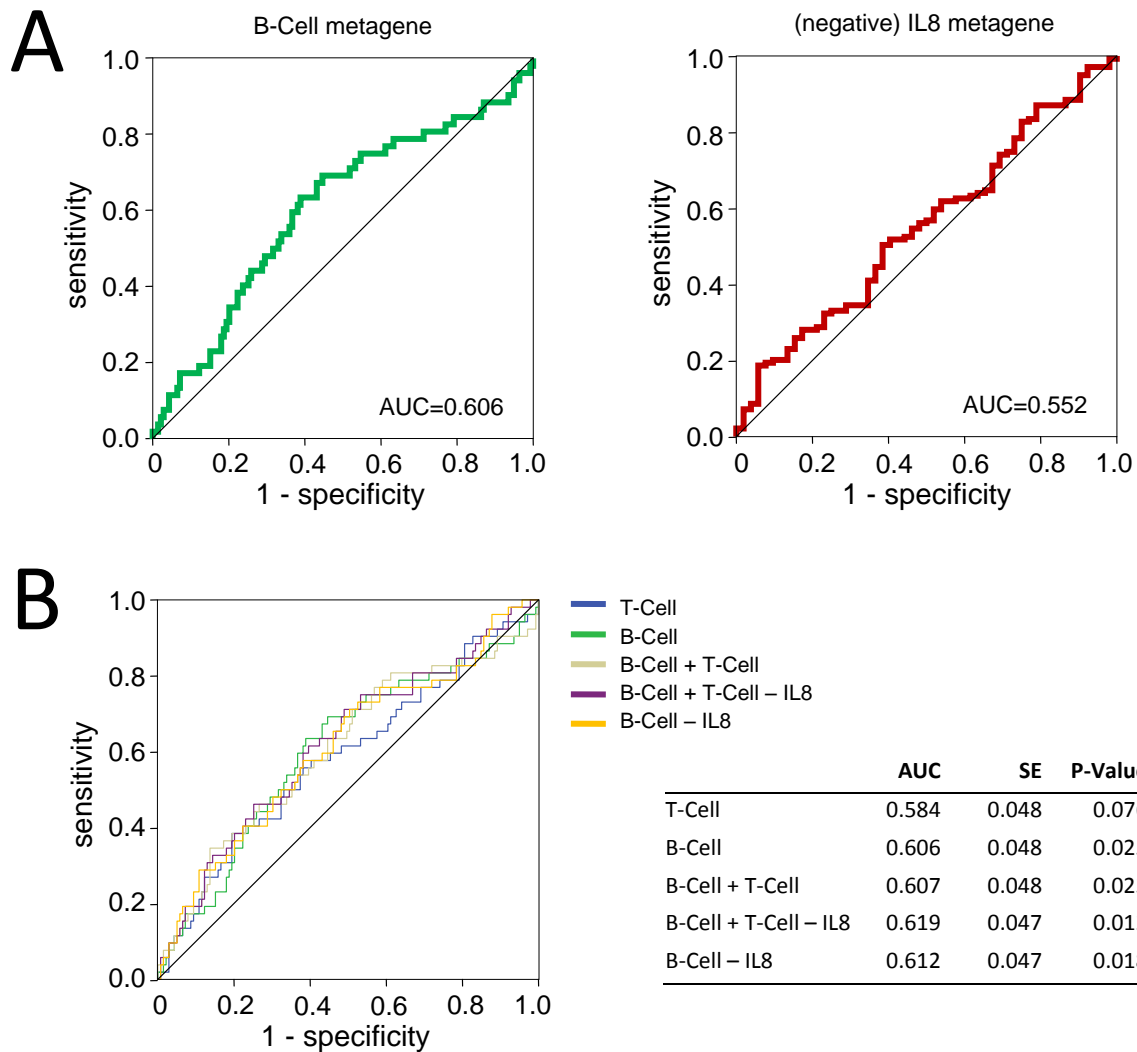 A
B-Cell metagene
1.0
0.8
0.6
0.4
0.2
0.0
sensitivity
AUC=0.606
0 0.2 0.4 0.6 0.8 1.0
1 - specificity
(negative) IL8 metagene
1.0
0.8
0.6
0.4
0.2
0.0
sensitivity
AUC=0.552
0 0.2 0.4 0.6 0.8 1.0
1 - specificity
B
1.0
0.8
0.6
0.4
0.2
0.0
sensitivity
0 0.2 0.4 0.6 0.8 1.0
1 - specificity
T-Cell
B-Cell
B-Cell + T-Cell
B-Cell + T-Cell – IL8
B-Cell – IL8
AUC SE P-Value
T-Cell 0.584 0.048
B-Cell 0.606 0.048
B-Cell + T-Cell 0.607 0.048
B-Cell + T-Cell – IL8 0.619 0.047
B-Cell – IL8 0.612 0.047